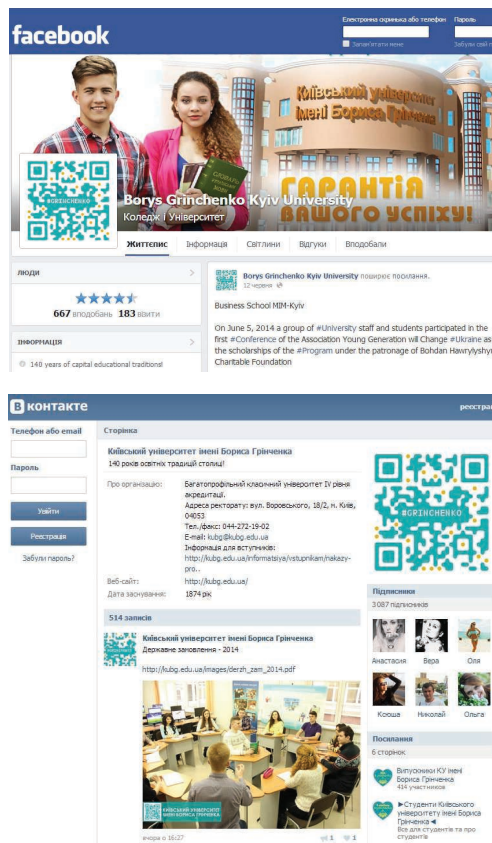 facebook
Електронна скринька або телефон Пароль
Запам'ятати мене
Забули свій
Київський університет
імені Бориса Грінченка
ГАРАНТІЯ
ВАШОГО УСПІХУ!
#GRINCHENKO
Borys Grinchenko Kyiv University
Коледж і Університет
Життєпис Інформація Світлини Відгуки Вподобали
ЛЮДИ
667 вподобань 183 візити
ІНФОРМАЦІЯ
140 years of capital educational traditions!
Borys Grinchenko Kyiv University поширює посилання.
12 червня
Business School MIM-Kyiv
On June 5, 2014 a group of #University staff and students participated in the
first #Conference of the Association Young Generation will Change #Ukraine as
the scholarships of the #Program under the patronage of Bohdan Hawrylyshyn
Charitable Foundation
В контакте
реєстра
Телефон або email
Пароль
Увійти
Реєстрація
Забули пароль?
Сторінка
Київський університет імені Бориса Грінченка
140 років освітніх традицій столиці!
Про організацію:
Багатопрофільний класичний університет IV рівня
акредитації.
Адреса ректорату: вул. Воровського, 18/2, м. Київ,
04053
Тел./факс: 044-272-19-02
E-mail: kubg@kubg.edu.ua
Інформація для вступників:
http://kubg.edu.ua/informatsiya/vstupnikam/nakazy-
pro..
Веб-сайт: http://kubg.edu.ua/
Дата заснування: 1874 рік
514 записів
Київський університет імені Бориса Грінченка
Державне замовлення - 2014
http://kubg.edu.ua/images/derzh_zam_2014.pdf
КИЇВСЬКИЙ УНІВЕРСИТЕТ
ІМЕНІ БОРИСА ГРІНЧЕНКА
вчора о 16:27
1 1
#GRINCHENKO
Підписники
3 087 підписників
Анастасия Вера Оля
Ксюша Николай Ольга
Посилання
6 сторінок
Випускники КУ імені
Бориса Грінченка
414 участников
►Студенти Київського
університету імені Бориса
Грінченка◄
Все для студентів та про
студентів